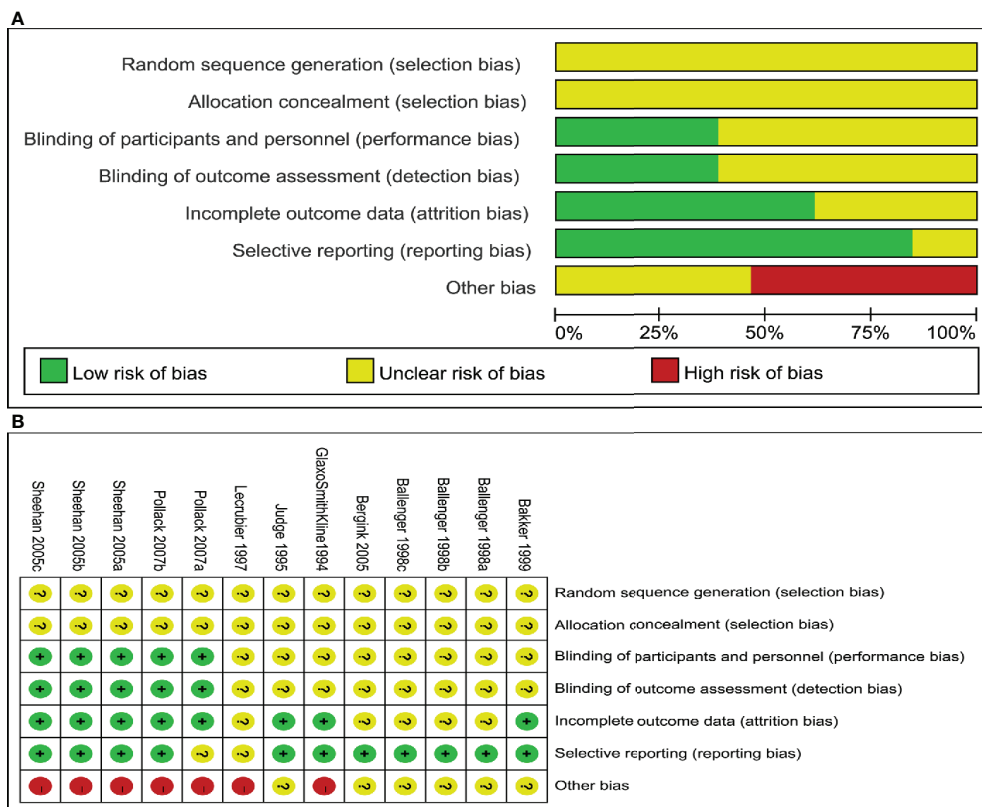 A
Random sequence generation (selection bias)
Allocation concealment (selection bias)
Blinding of participants and personnel (performance bias)
Blinding of outcome assessment (detection bias)
Incomplete outcome data (attrition bias)
Selective reporting (reporting bias)
Other bias
0% 25% 50% 75% 100%
Low risk of bias Unclear risk of bias High risk of bias
B
Sheehan 2005c
Sheehan 2005b
Sheehan 2005a
Pollack 2007b
Pollack 2007a
Lecrubier 1997
Judge 1995
GlaxoSmithKline1994
Bergink 2005
Ballenger 1998c
Ballenger 1998b
Ballenger 1998a
Bakker 1999
? ? ? ? ? ? ? ? ? ? ? ? ? Random sequence generation (selection bias)
? ? ? ? ? ? ? ? ? ? ? ? ? Allocation concealment (selection bias)
+ + + + + ? ? ? ? ? ? ? ? Blinding of participants and personnel (performance bias)
+ + + + + ? ? ? ? ? ? ? ? Blinding of outcome assessment (detection bias)
+ + + + + ? + + ? ? ? ? + Incomplete outcome data (attrition bias)
+ + + + ? ? + + + + + + + Selective reporting (reporting bias)
– – – – – – ? – ? ? ? ? ? Other bias